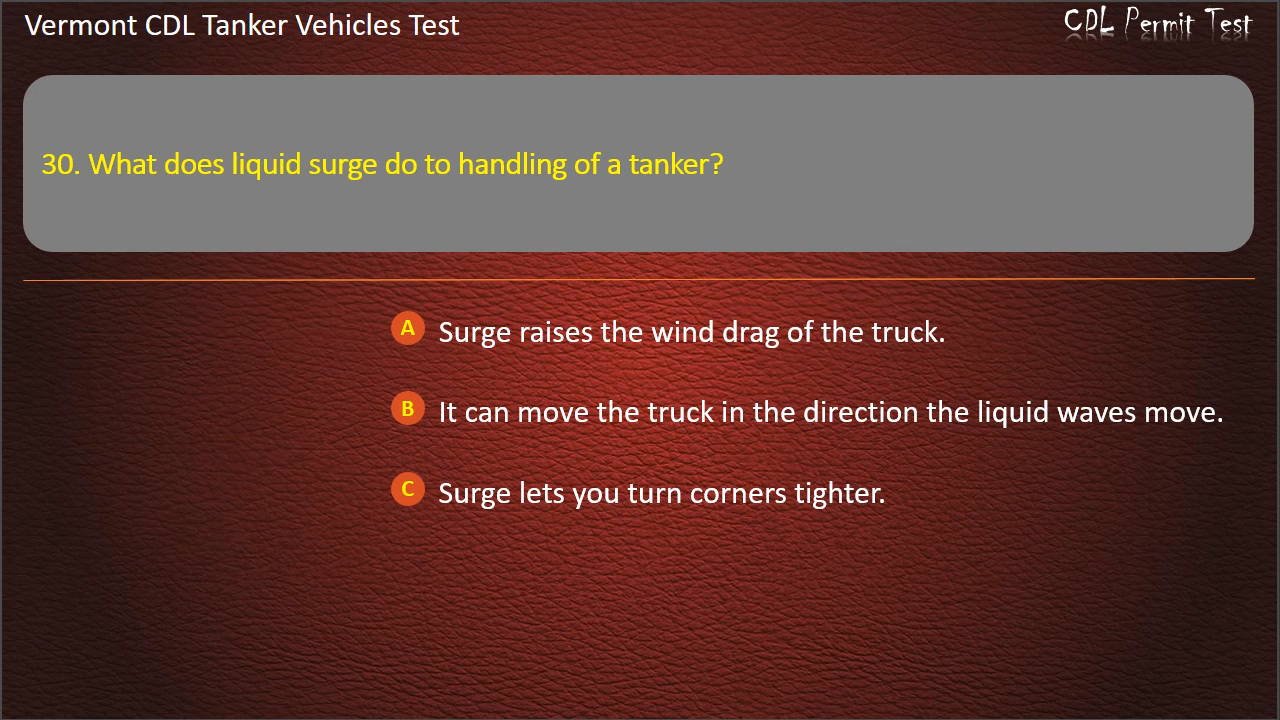 Vermont CDL Tanker Vehicles Test
CDL Permit Test
30. What does liquid surge do to handling of a tanker?
A Surge raises the wind drag of the truck.
B It can move the truck in the direction the liquid waves move.
C Surge lets you turn corners tighter.